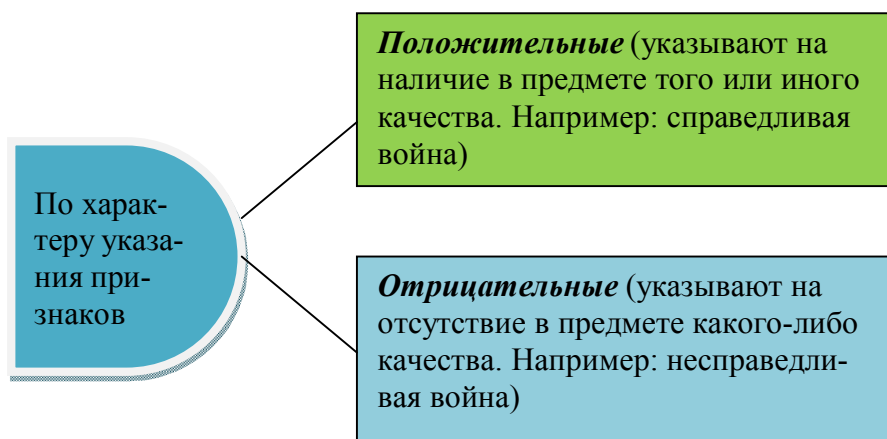 По харак-
теру указа-
ния при-
знаков
Положительные (указывают на
наличие в предмете того или иного
качества. Например: справедливая
война)
Отрицательные (указывают на
отсутствие в предмете какого-либо
качества. Например: несправедли-
вая война)